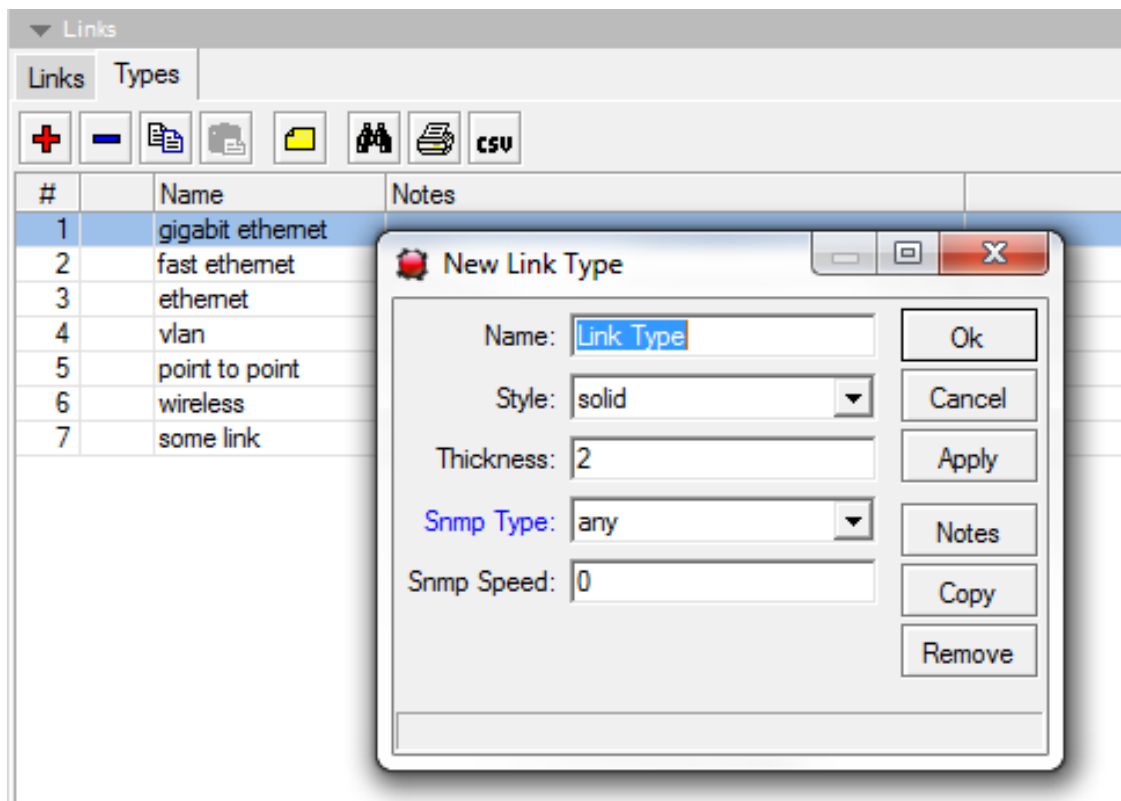 Links
Links Types
csv
# Name Notes
1 gigabit ethernet
2 fast ethernet
3 ethernet
4 vlan
5 point to point
6 wireless
7 some link
New Link Type
Name: Link Type Ok
Style: solid Cancel
Thickness: 2 Apply
Snmp Type: any Notes
Snmp Speed: 0 Copy
Remove